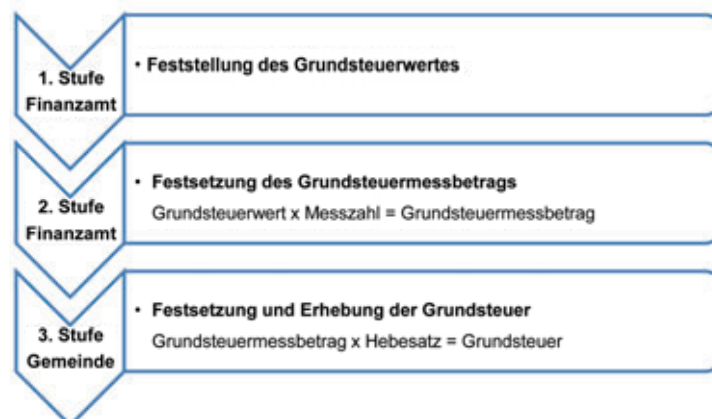 1. Stufe
Finanzamt
• Feststellung des Grundsteuerwertes
2. Stufe
Finanzamt
• Festsetzung des Grundsteuermessbetrags
Grundsteuerwert x Messzahl = Grundsteuermessbetrag
3. Stufe
Gemeinde
• Festsetzung und Erhebung der Grundsteuer
Grundsteuermessbetrag x Hebesatz = Grundsteuer